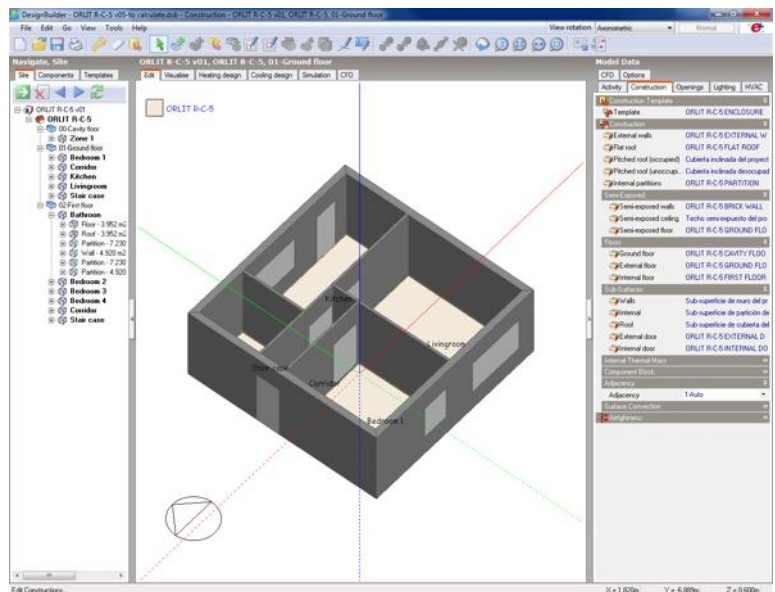 DesignBuilder - ORLIT R-C-5 v05-to calculate.dsb - Construction - ORLIT R-C-5 v01, ORLIT R-C-5, 01-Ground floor
File Edit Go View Tools Help
View rotation Axonometric Normal
Navigate, Site
Site Components Templates
ORLIT R-C-5 v01
ORLIT R-C-5
00-Cavity floor
Zone 1
01-Ground floor
Bedroom 1
Corridor
Kitchen
Livingroom
Stair case
02-First floor
Bathroom
Floor - 3.952 m2
Roof - 3.952 m2
Partition - 7.230
Wall - 4.920 m2
Partition - 7.230
Partition - 4.920
Bedroom 2
Bedroom 3
Bedroom 4
Corridor
Stair case
ORLIT R-C-5 v01, ORLIT R-C-5, 01-Ground floor
Edit Visualise Heating design Cooling design Simulation CFD
ORLIT R-C-5
Kitchen
Livingroom
Stair case
Corridor
Bedroom 1
Model Data
CFD Options
Activity Construction Openings Lighting HVAC
Construction Template
Template ORLIT R-C-5 ENCLOSURE
Construction
External walls ORLIT R-C-5 EXTERNAL W
Flat roof ORLIT R-C-5 FLAT ROOF
Pitched roof (occupied) Cubierta inclinada del proyect
Pitched roof (unoccupi... Cubierta inclinada desocupad
Internal partitions ORLIT R-C-5 PARTITION
Semi-Exposed
Semi-exposed walls ORLIT R-C-5 BRICK WALL
Semi-exposed ceiling Techo semi-expuesto del pro
Semi-exposed floor ORLIT R-C-5 GROUND FLO
Floors
Ground floor ORLIT R-C-5 CAVITY FLOO
External floor ORLIT R-C-5 GROUND FLO
Internal floor ORLIT R-C-5 FIRST FLOOR
Sub-Surfaces
Walls Sub-superficie de muro del pr
Internal Sub-superficie de partición de
Roof Sub-superficie de cubierta del
External door ORLIT R-C-5 EXTERNAL D
Internal door ORLIT R-C-5 INTERNAL DO
Internal Thermal Mass
Component Block
Adjacency
Adjacency 1-Auto
Surface Convection
Airtightness
Edit Constructions
X = 1.820m Y = -6.889m Z = 0.600m